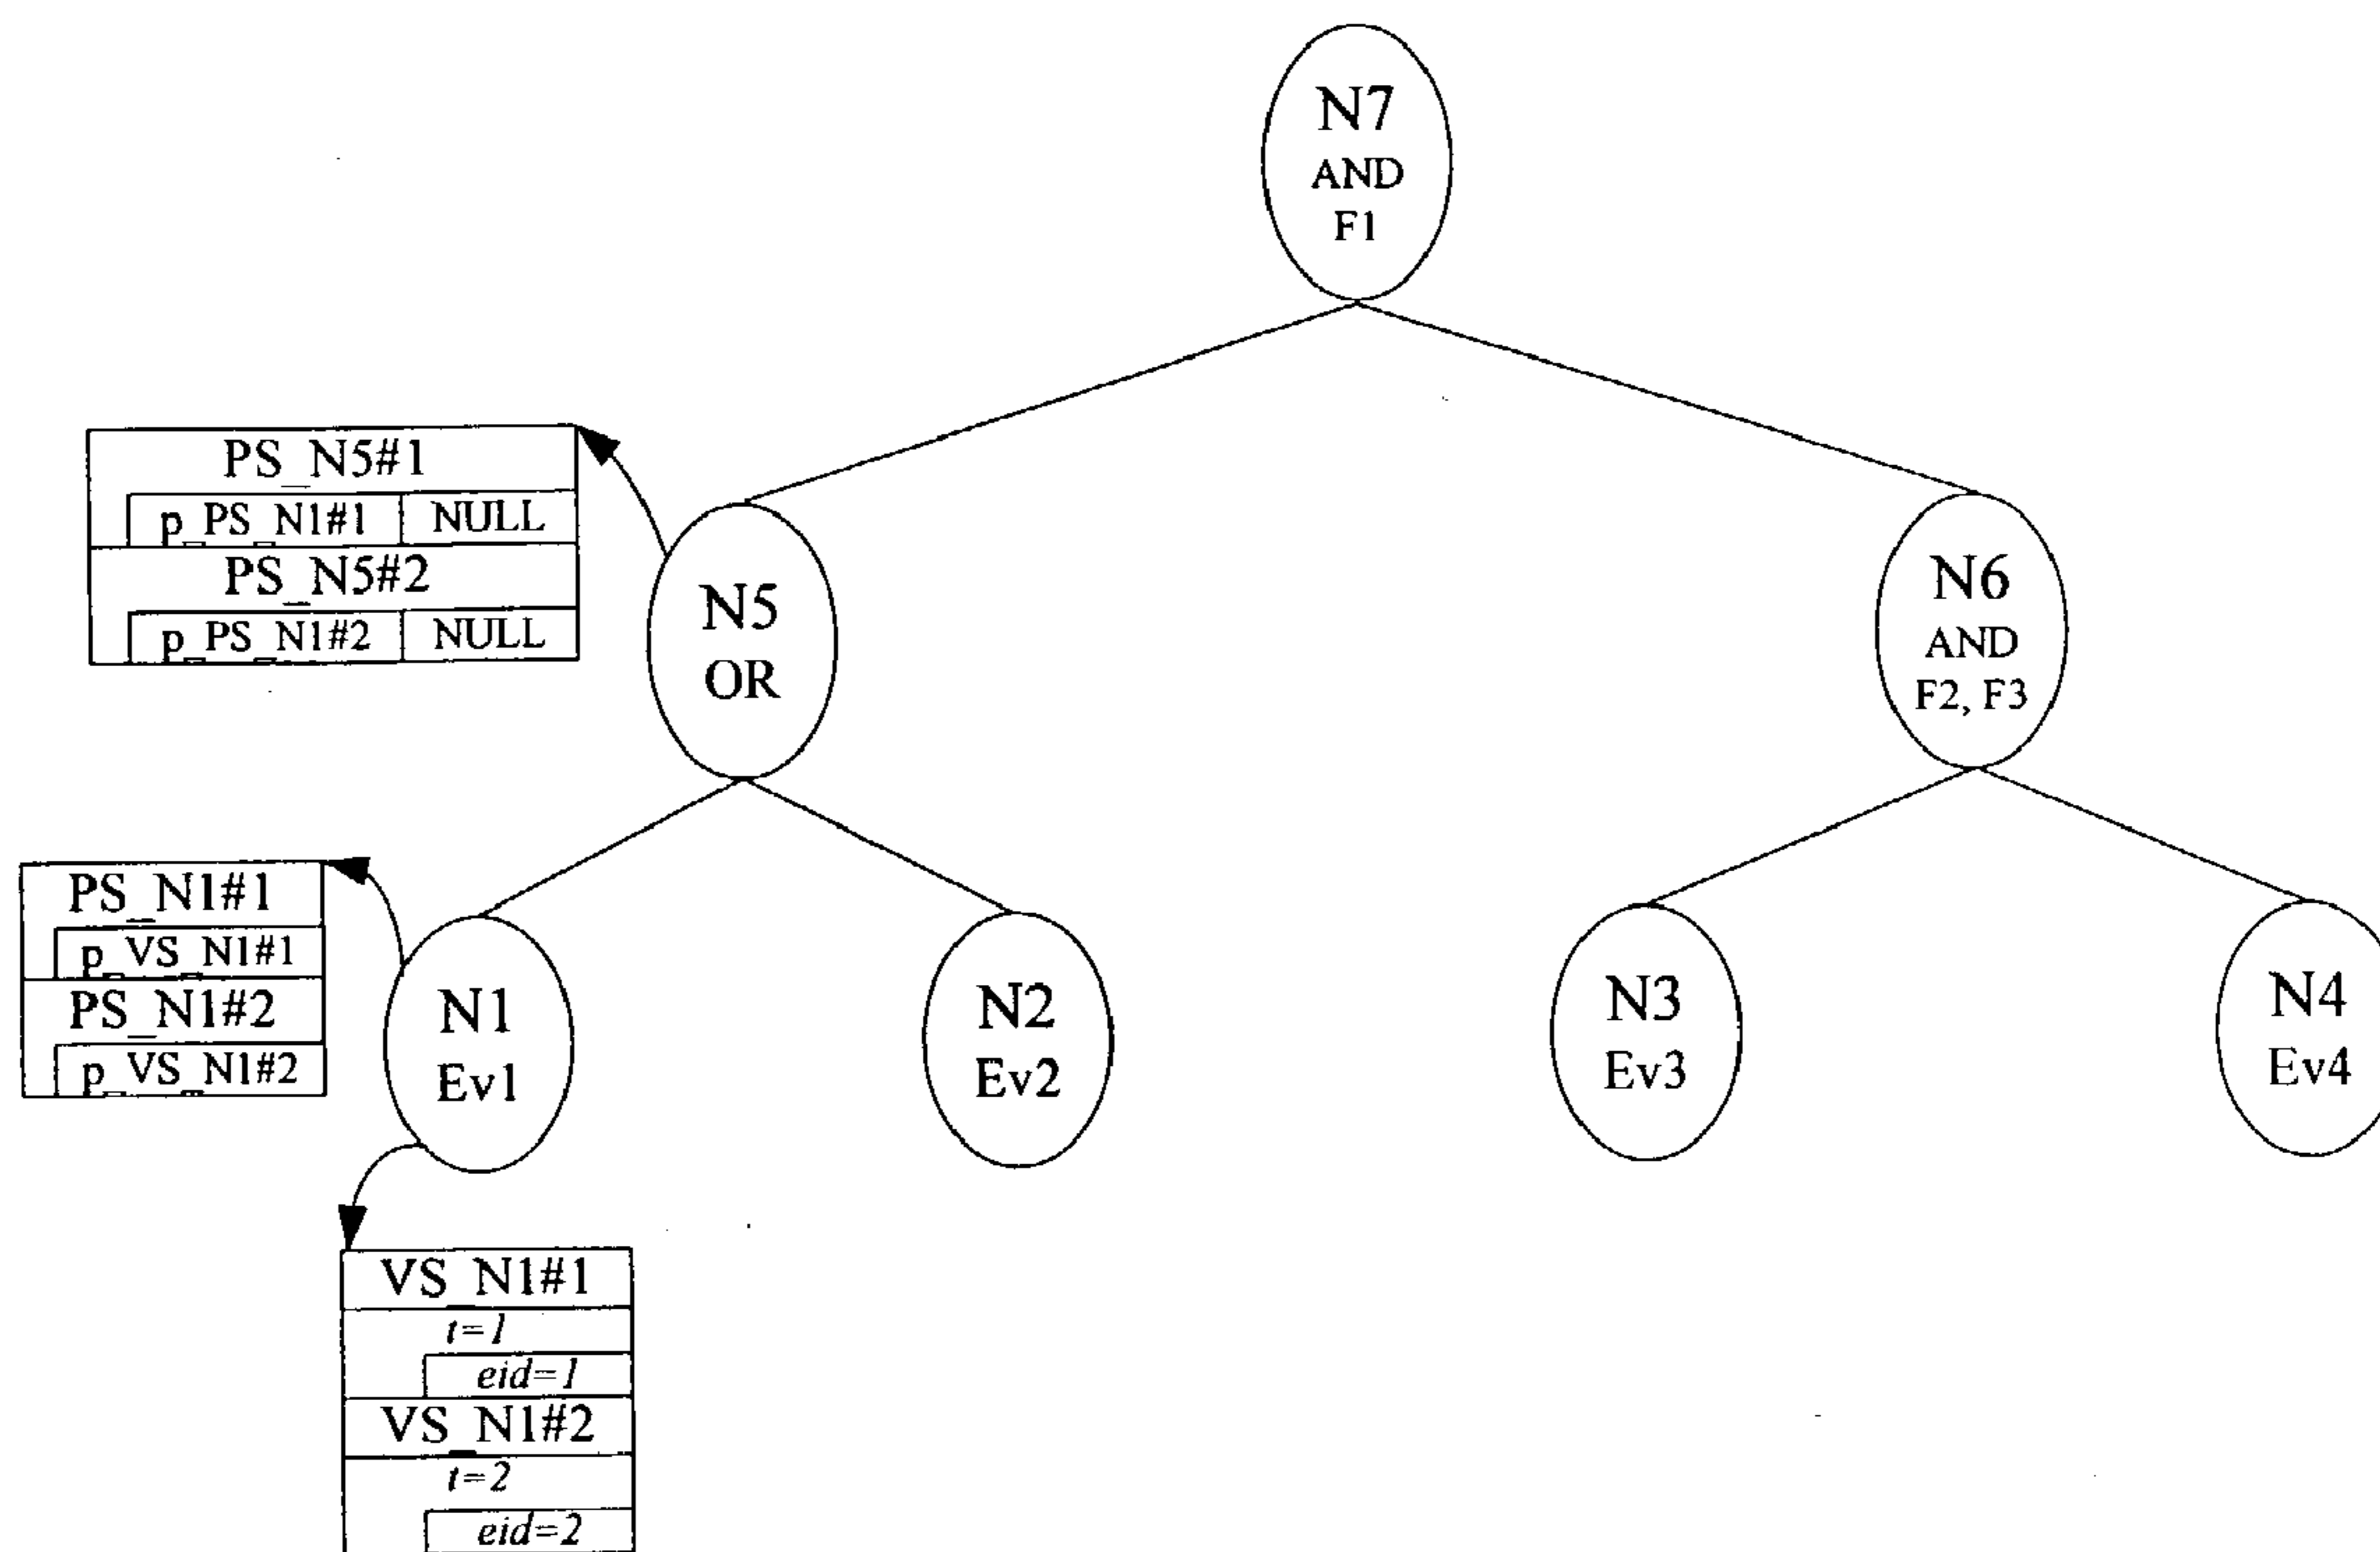 N7
AND
F1
PS_N5#1
p_PS_N1#1 NULL
PS_N5#2
p_PS_N1#2 NULL
N5
OR
N6
AND
F2, F3
PS_N1#1
p_VS_N1#1
PS_N1#2
p_VS_N1#2
N1
Ev1
N2
Ev2
N3
Ev3
N4
Ev4
VS_N1#1
t=1
eid=1
VS_N1#2
t=2
eid=2